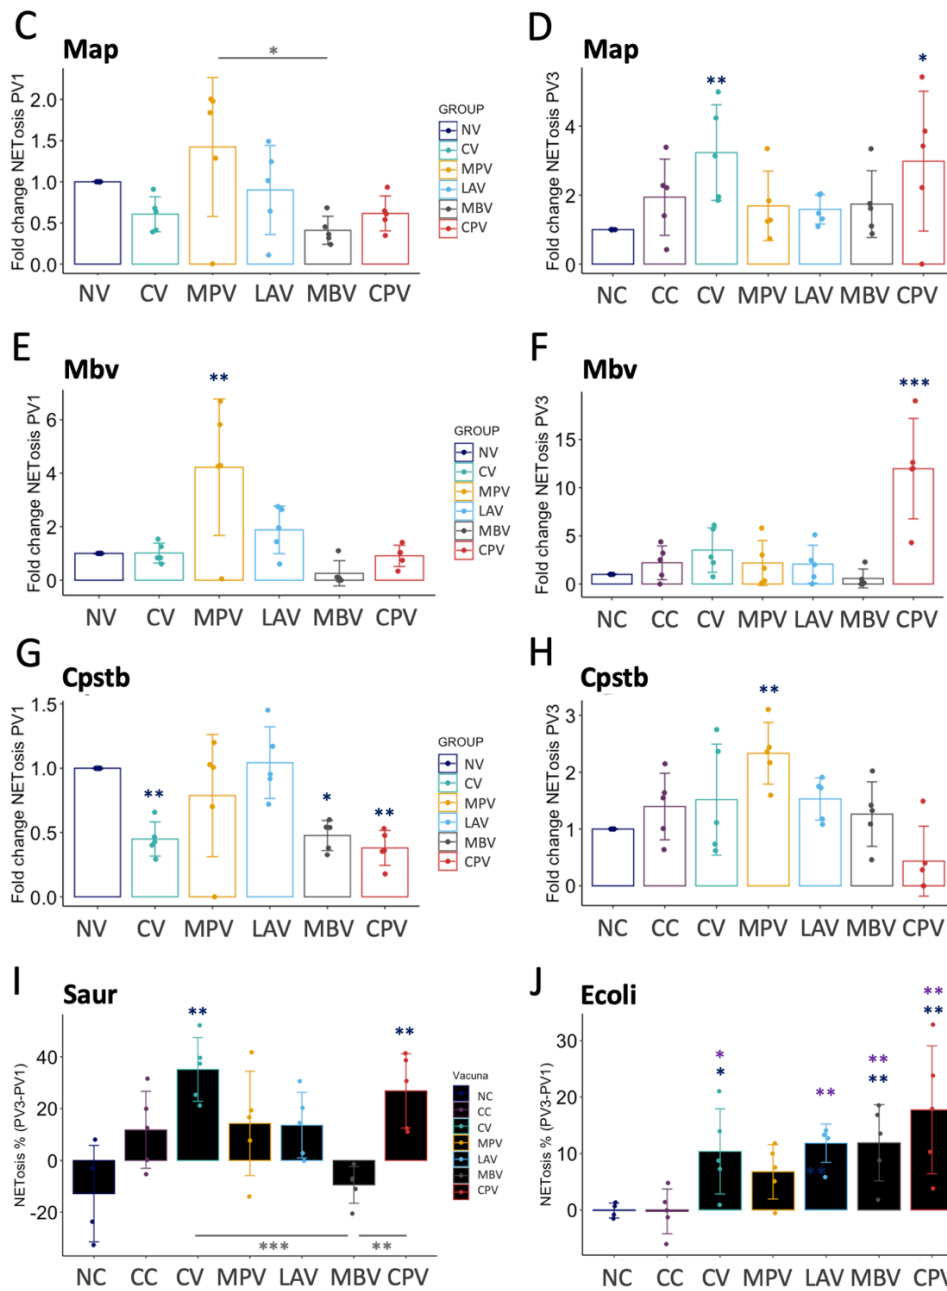 C
Map
*
Fold change NETosis PV1
2.0
1.5
1.0
0.5
0.0
NV CV MPV LAV MBV CPV
GROUP
NV
CV
MPV
LAV
MBV
CPV
D
Map
** *
Fold change NETosis PV3
4
2
0
NC CC CV MPV LAV MBV CPV
E
Mbv
**
Fold change NETosis PV1
6
4
2
0
NV CV MPV LAV MBV CPV
GROUP
NV
CV
MPV
LAV
MBV
CPV
F
Mbv
***
Fold change NETosis PV3
15
10
5
0
NC CC CV MPV LAV MBV CPV
G
Cpstb
** * **
Fold change NETosis PV1
1.5
1.0
0.5
0.0
NV CV MPV LAV MBV CPV
GROUP
NV
CV
MPV
LAV
MBV
CPV
H
Cpstb
**
Fold change NETosis PV3
3
2
1
0
NC CC CV MPV LAV MBV CPV
I
Saur
** **
NETosis % (PV3-PV1)
40
20
0
-20
*** **
NC CC CV MPV LAV MBV CPV
Vacuna
NC
CC
CV
MPV
LAV
MBV
CPV
J
Ecoli
* ** ** **
* ** ** **
NETosis % (PV3-PV1)
30
20
10
0
NC CC CV MPV LAV MBV CPV